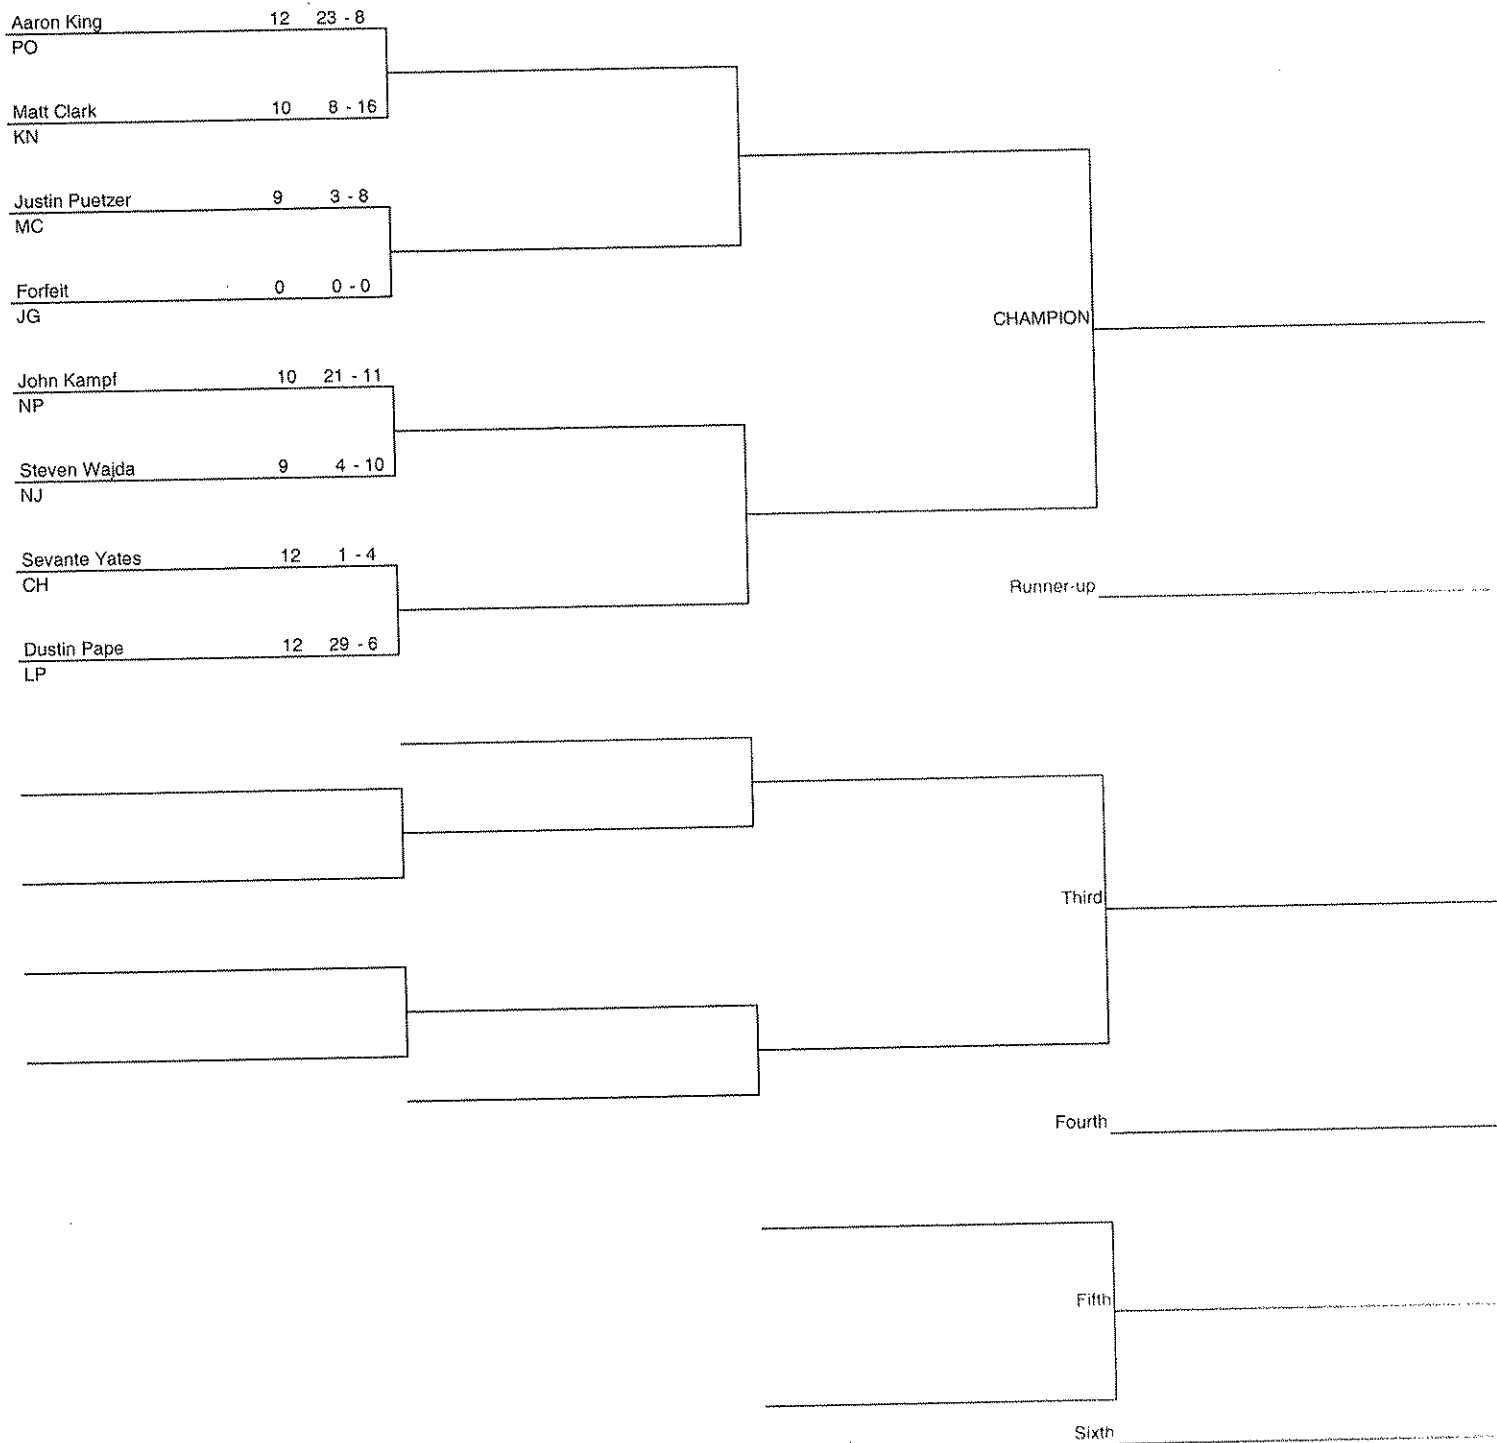 Aaron King 12 23 - 8
PO
Matt Clark 10 8 - 16
KN
Justin Puetzer 9 3 - 8
MC
Forfeit 0 0 - 0
JG
CHAMPION
John Kampf 10 21 - 11
NP
Steven Wajda 9 4 - 10
NJ
Sevante Yates 12 1 - 4
CH
Runner-up
Dustin Pape 12 29 - 6
LP
Third
Fourth
Fifth
Sixth